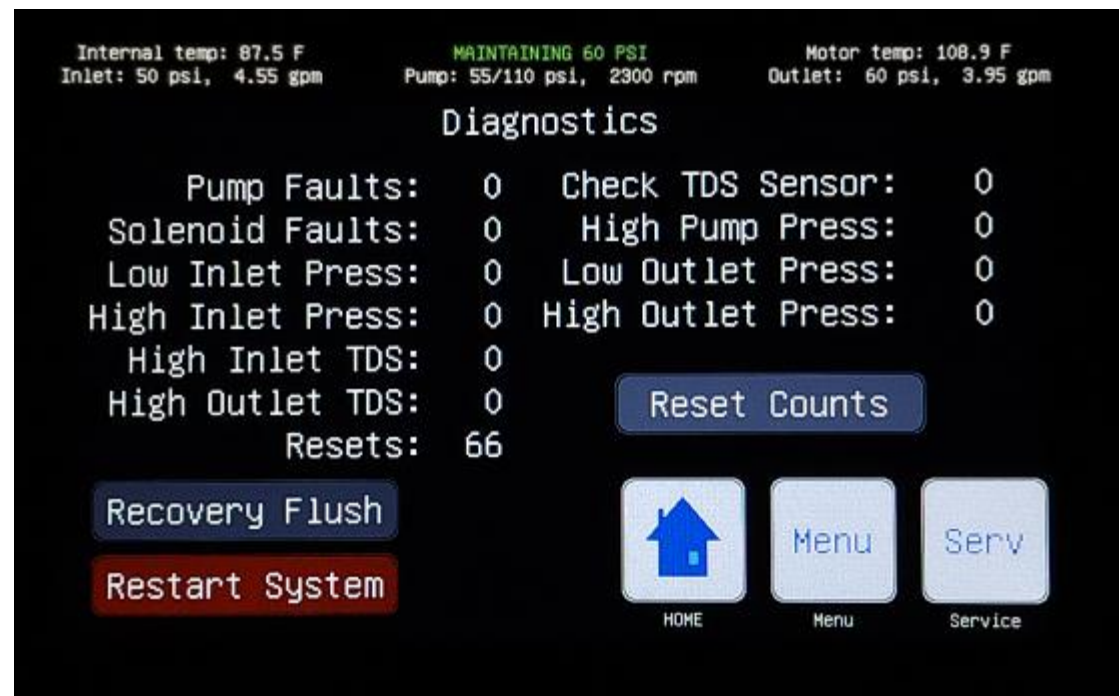 Internal temp: 87.5 F MAINTAINING 60 PSI Motor temp: 108.9 F
Inlet: 50 psi, 4.55 gpm Pump: 55/110 psi, 2300 rpm Outlet: 60 psi, 3.95 gpm
Diagnostics
Pump Faults: 0 Check TDS Sensor: 0
Solenoid Faults: 0 High Pump Press: 0
Low Inlet Press: 0 Low Outlet Press: 0
High Inlet Press: 0 High Outlet Press: 0
High Inlet TDS: 0
High Outlet TDS: 0 Reset Counts
Resets: 66
Recovery Flush
Menu Serv
Restart System
HOME Menu Service